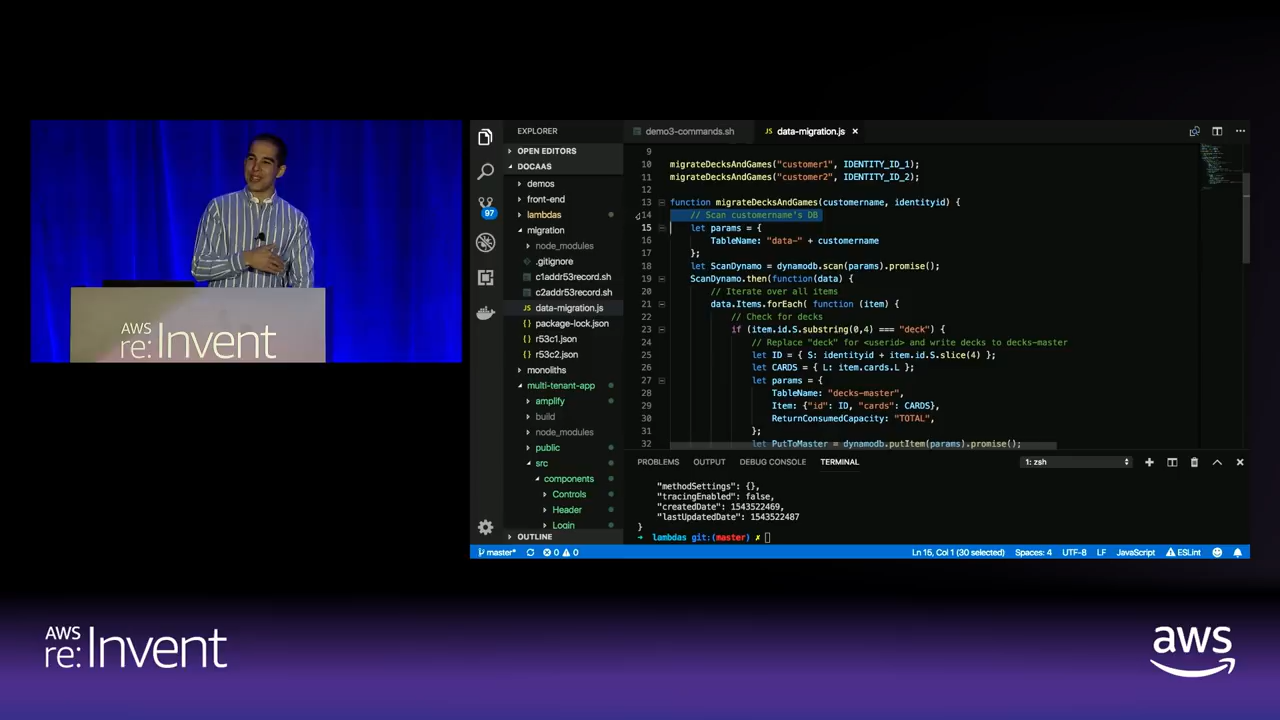 AWS
re:Invent
EXPLORER
OPEN EDITORS
DOCAAS
demos
front-end
lambdas
migration
node_modules
.gitignore
c1addr53record.sh
c2addr53record.sh
JS data-migration.js
{} package-lock.json
{} r53c1.json
{} r53c2.json
monoliths
multi-tenant-app
amplify
build
node_modules
public
src
components
Controls
Header
Login
OUTLINE
97
demo3-commands.sh
JS data-migration.js
9
10 migrateDecksAndGames("customer1", IDENTITY_ID_1);
11 migrateDecksAndGames("customer2", IDENTITY_ID_2);
12
13 function migrateDecksAndGames(customername, identityid) {
14 // Scan customername's DB
15 let params = {
16 TableName: "data-" + customername
17 };
18 let ScanDynamo = dynamodb.scan(params).promise();
19 ScanDynamo.then(function(data) {
20 // Iterate over all items
21 data.Items.forEach( function (item) {
22 // Check for decks
23 if (item.id.S.substring(0,4) === "deck") {
24 // Replace "deck" for <userid> and write decks to decks-master
25 let ID = { S: identityid + item.id.S.slice(4) };
26 let CARDS = { L: item.cards.L };
27 let params = {
28 TableName: "decks-master",
29 Item: {"id": ID, "cards": CARDS},
30 ReturnConsumedCapacity: "TOTAL",
31 };
32 let PutToMaster = dynamodb.putItem(params).promise();
PROBLEMS OUTPUT DEBUG CONSOLE TERMINAL 1: zsh
"methodSettings": {},
"tracingEnabled": false,
"createdDate": 1543522469,
"lastUpdatedDate": 1543522487
}
➜ lambdas git:(master) ✗
master* 0 0 Ln 15, Col 1 (30 selected) Spaces: 4 UTF-8 LF JavaScript ESLint
AWS
re:Invent
aws